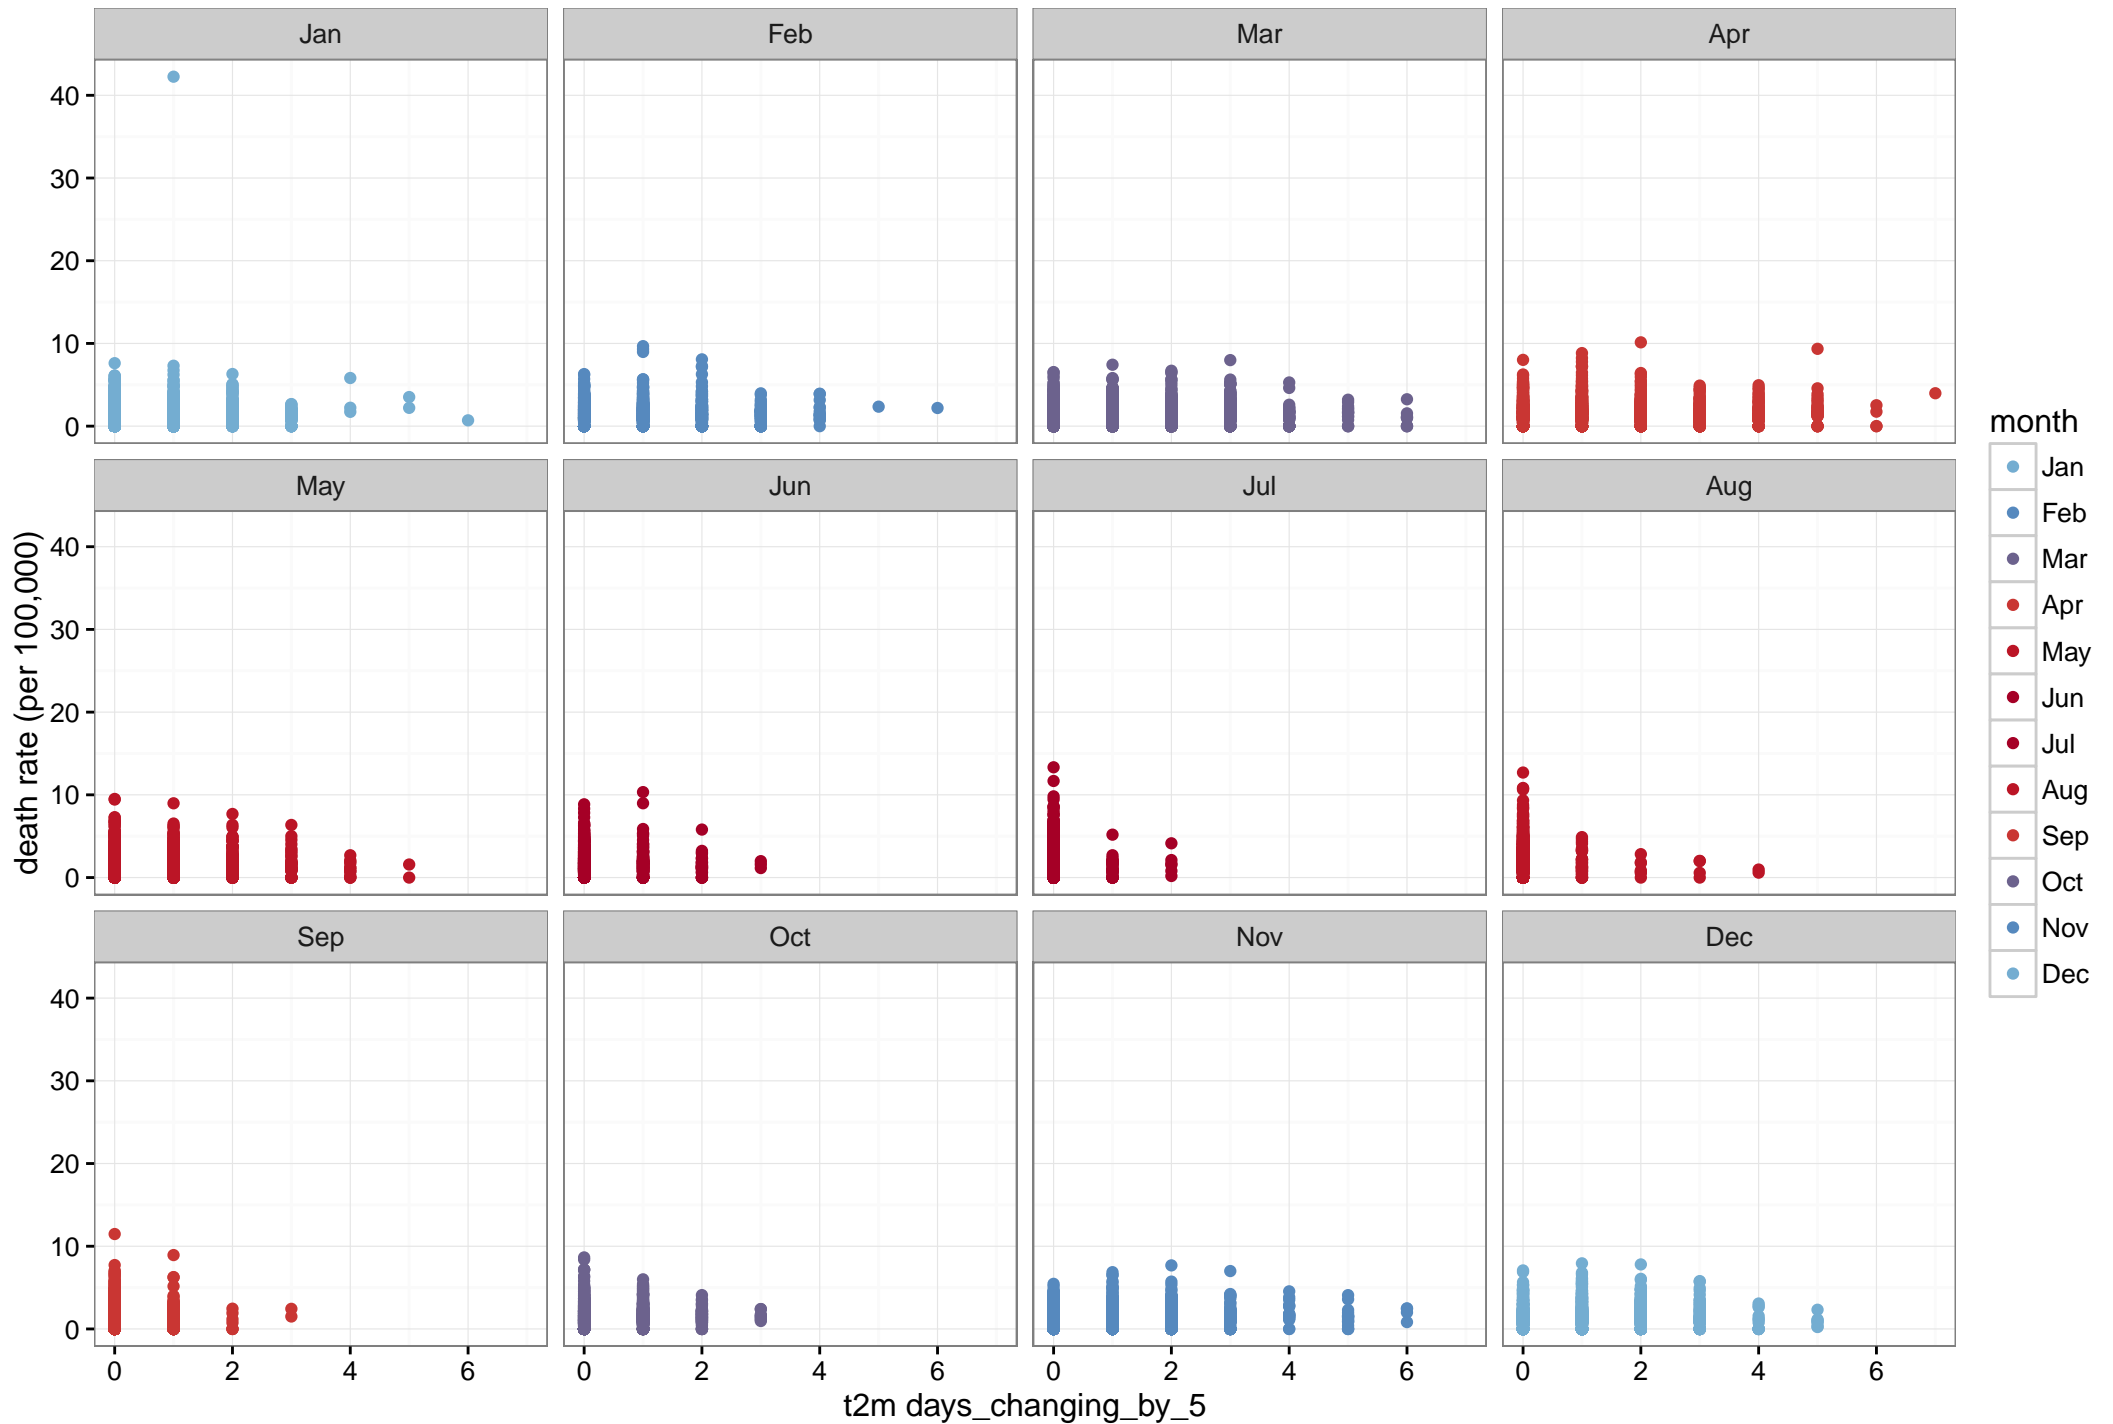 Jan Feb Mar Apr
40
30
20
10
0
May Jun Jul Aug
40
30
20
10
0
Sep Oct Nov Dec
40
30
20
10
0
0 2 4 6 0 2 4 6 0 2 4 6 0 2 4 6
t2m days_changing_by_5
death rate (per 100,000)
month
Jan
Feb
Mar
Apr
May
Jun
Jul
Aug
Sep
Oct
Nov
Dec